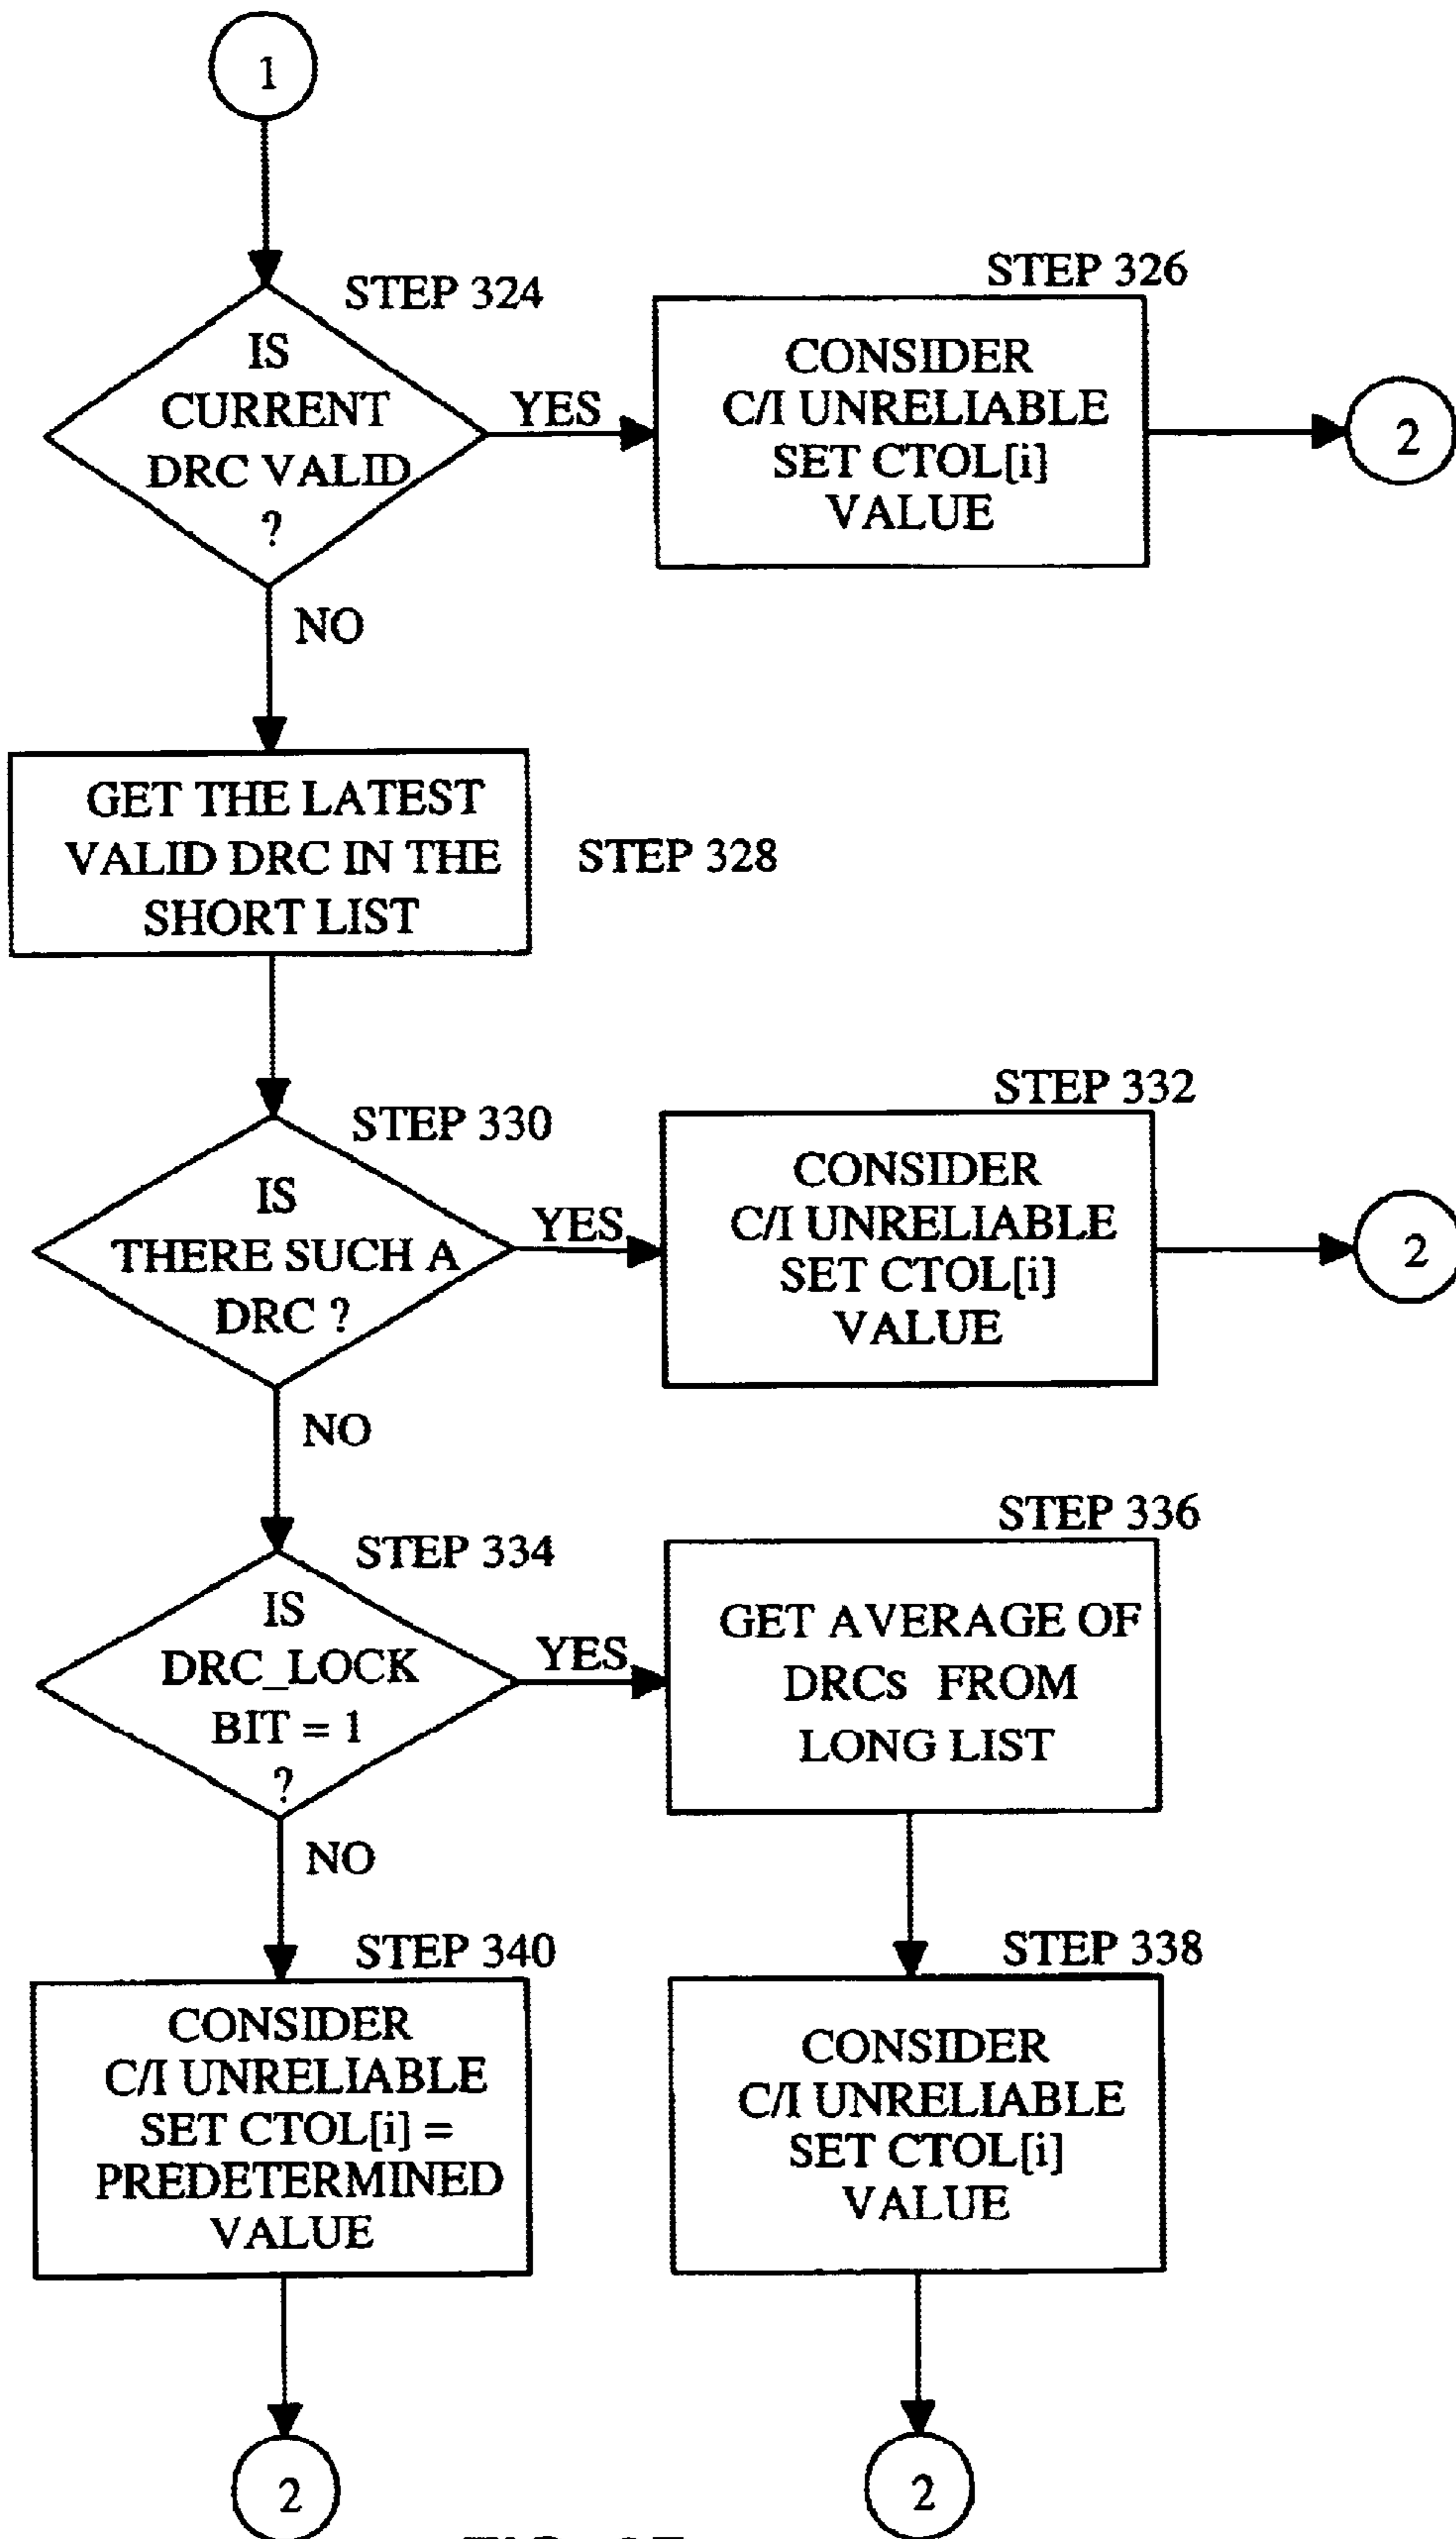 1
STEP 324
IS
CURRENT
DRC VALID
?
YES
NO
STEP 326
CONSIDER
C/I UNRELIABLE
SET CTOL[i]
VALUE
2
GET THE LATEST
VALID DRC IN THE
SHORT LIST
STEP 328
STEP 330
IS
THERE SUCH A
DRC ?
YES
NO
STEP 332
CONSIDER
C/I UNRELIABLE
SET CTOL[i]
VALUE
2
STEP 334
IS
DRC_LOCK
BIT = 1
?
YES
NO
STEP 336
GET AVERAGE OF
DRCs FROM
LONG LIST
STEP 340
CONSIDER
C/I UNRELIABLE
SET CTOL[i] =
PREDETERMINED
VALUE
2
STEP 338
CONSIDER
C/I UNRELIABLE
SET CTOL[i]
VALUE
2